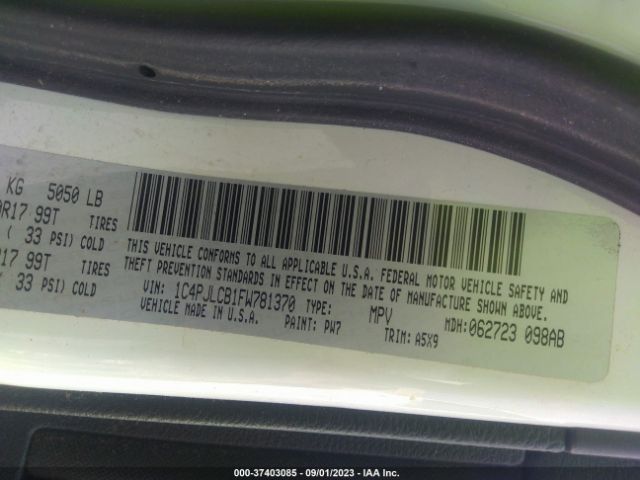 KG 5050 LB
R17 99T TIRES
( 33 PSI) COLD
R17 99T TIRES
33 PSI) COLD
THIS VEHICLE CONFORMS TO ALL APPLICABLE U.S.A. FEDERAL MOTOR VEHICLE SAFETY AND
THEFT PREVENTION STANDARDS IN EFFECT ON THE DATE OF MANUFACTURE SHOWN ABOVE.
VIN: 1C4PJLCB1FW781370 TYPE: MPV MDH:062723 098AB
VEHICLE MADE IN U.S.A. PAINT: PW7 TRIM: A5X9
000-37403085 - 09/01/2023 - IAA Inc.